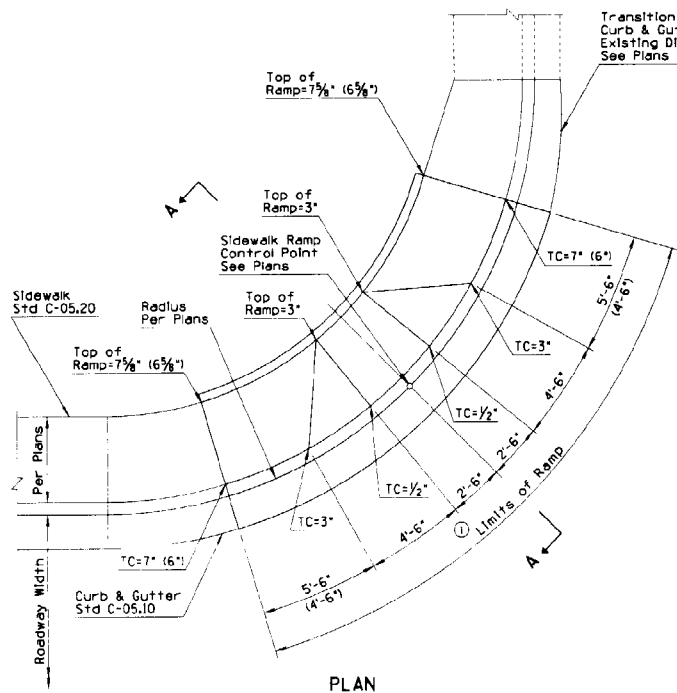 Transition
Curb & Gut
Existing Di
See Plans
Top of
Ramp=7⅝" (6⅝")
A
Top of
Ramp=3"
Sidewalk Ramp
Control Point
See Plans
TC=7" (6")
Sidewalk
Std C-05.20
Radius
Per Plans
Top of
Ramp=3"
5'-6"
(4'-6")
TC=3"
Top of
Ramp=7⅝" (6⅝")
4'-6"
TC=½"
Per Plans
2'-6"
TC=½"
2'-6"
1 Limits of Ramp
TC=3"
4'-6"
A
TC=7" (6")
5'-6"
(4'-6")
Curb & Gutter
Std C-05.10
Roadway Width
PLAN